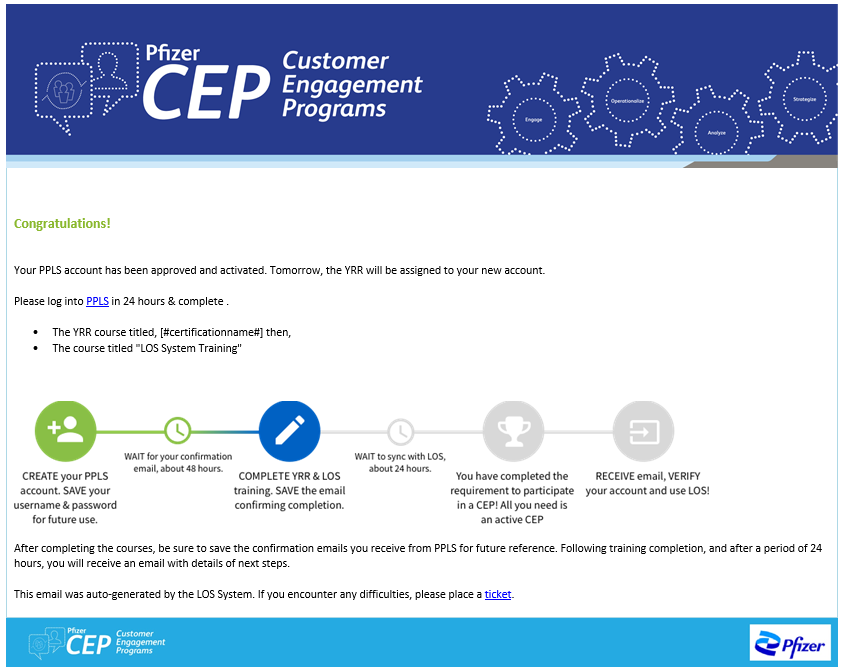 Pfizer
CEP
Customer
Engagement
Programs
Engage
Operationalize
Analyze
Strategize
Congratulations!
Your PPLS account has been approved and activated. Tomorrow, the YRR will be assigned to your new account.
Please log into PPLS in 24 hours & complete .
• The YRR course titled, [#certificationname#] then,
• The course titled "LOS System Training"
CREATE your PPLS
account. SAVE your
username & password
for future use.
WAIT for your confirmation
email, about 48 hours.
COMPLETE YRR & LOS
training. SAVE the email
confirming completion.
WAIT to sync with LOS,
about 24 hours.
You have completed the
requirement to participate
in a CEP! All you need is
an active CEP
RECEIVE email, VERIFY
your account and use LOS!
After completing the courses, be sure to save the confirmation emails you receive from PPLS for future reference. Following training completion, and after a period of 24
hours, you will receive an email with details of next steps.
This email was auto-generated by the LOS System. If you encounter any difficulties, please place a ticket.
Pfizer
CEP
Customer
Engagement
Programs
Pfizer